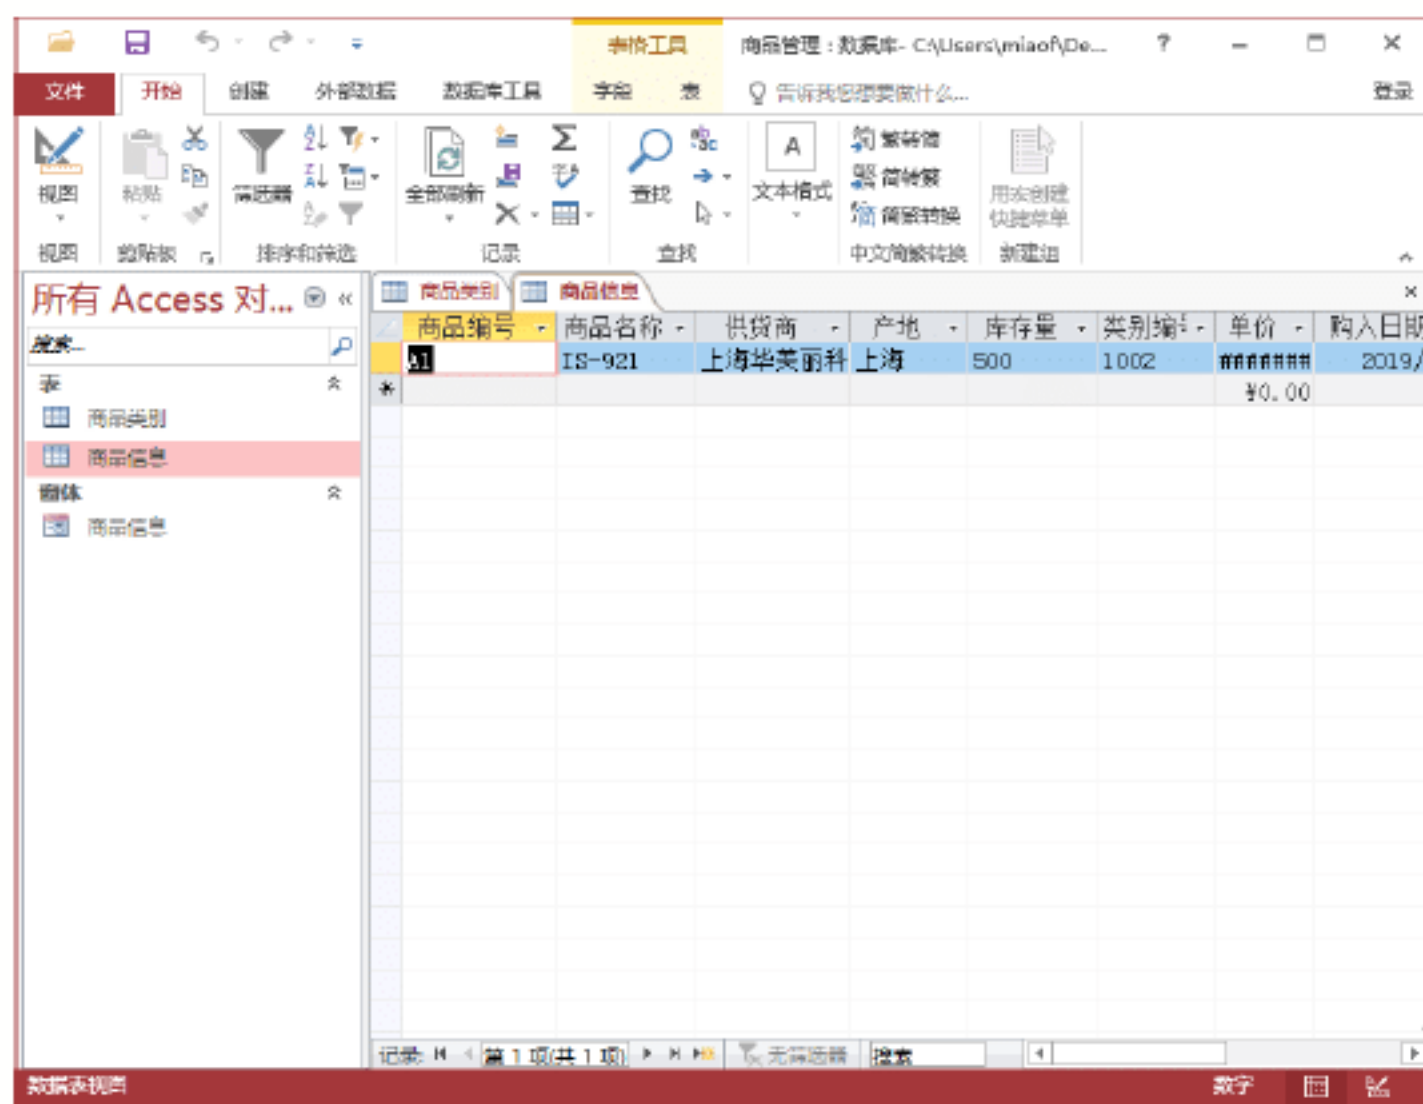 表格工具 商品管理：数据库- C:\Users\miaof\De... ?
文件 开始 创建 外部数据 数据库工具 字段 表 告诉我您想要做什么... 登录
视图 粘贴 筛选器 全部刷新 查找 文本格式 繁转简 简转繁 简繁转换 用宏创建快捷菜单
视图 剪贴板 排序和筛选 记录 查找 中文简繁转换 新建组
所有 Access 对... «
商品类别 商品信息
搜索...
商品编号 商品名称 供货商 产地 库存量 类别编号 单价 购入日期
A1 IS-921 上海毕美丽科 上海 500 1002 ####### 2019/
¥0.00
表
商品类别
商品信息
窗体
商品信息
记录: 第 1 项(共 1 项) 无筛选器 搜索
数据表视图 数字